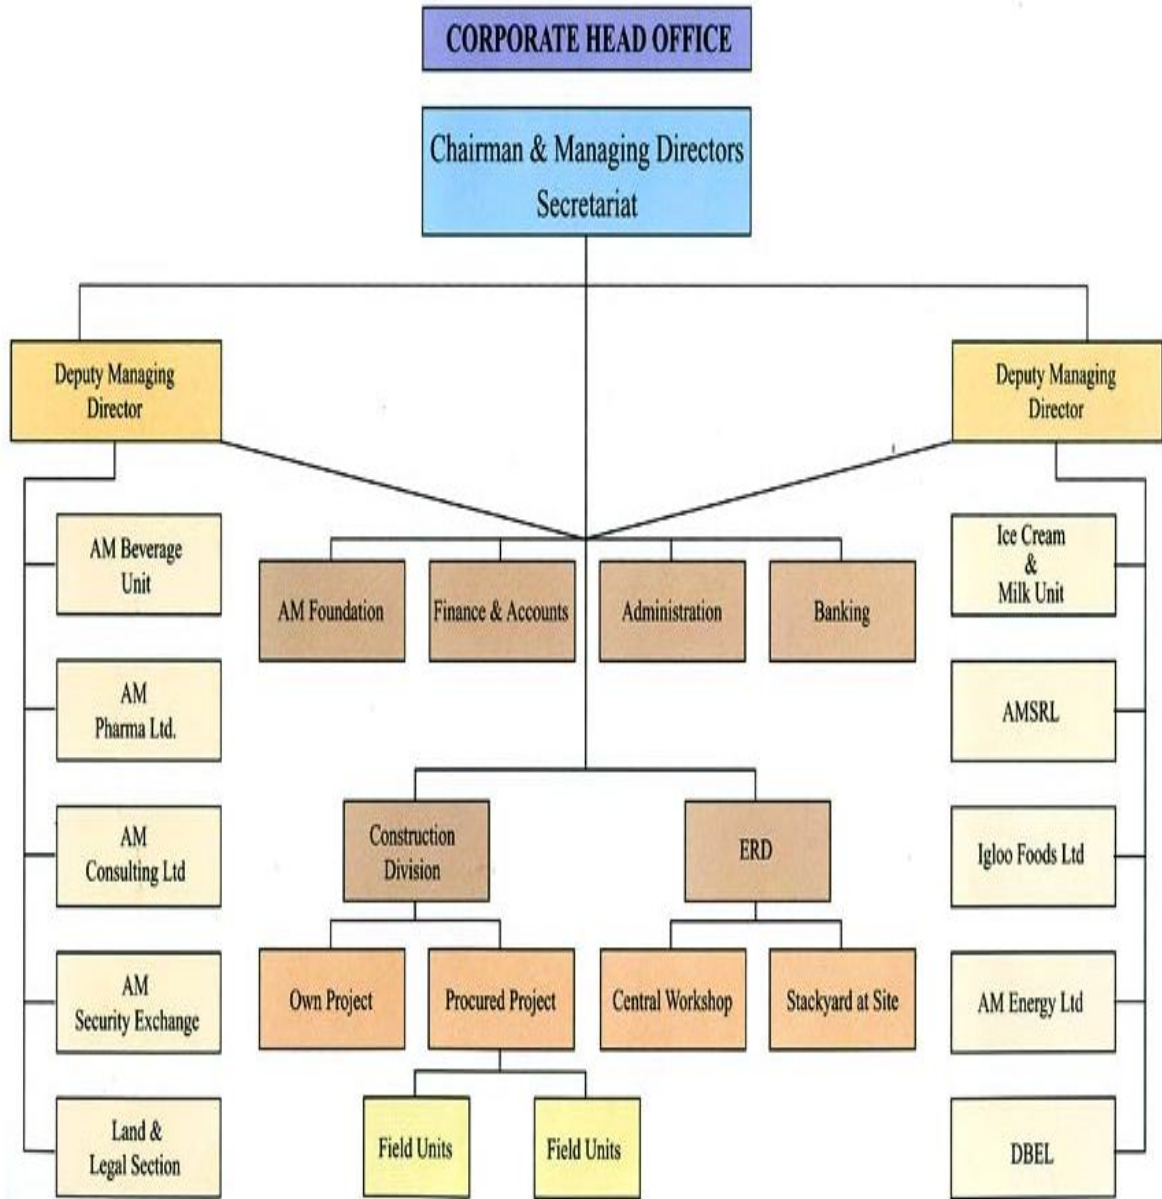 CORPORATE HEAD OFFICE
Chairman & Managing Directors
Secretariat
Deputy Managing
Director
Deputy Managing
Director
AM Beverage
Unit
AM Foundation
Finance & Accounts
Administration
Banking
Ice Cream
&
Milk Unit
AM
Pharma Ltd.
AMSRL
AM
Consulting Ltd
Construction
Division
ERD
Igloo Foods Ltd
AM
Security Exchange
Own Project
Procured Project
Central Workshop
Stackyard at Site
AM Energy Ltd
Land &
Legal Section
Field Units
Field Units
DBEL